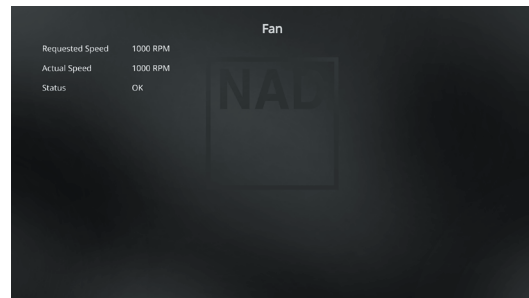 Fan
Requested Speed 1000 RPM
Actual Speed 1000 RPM
Status OK
NAD